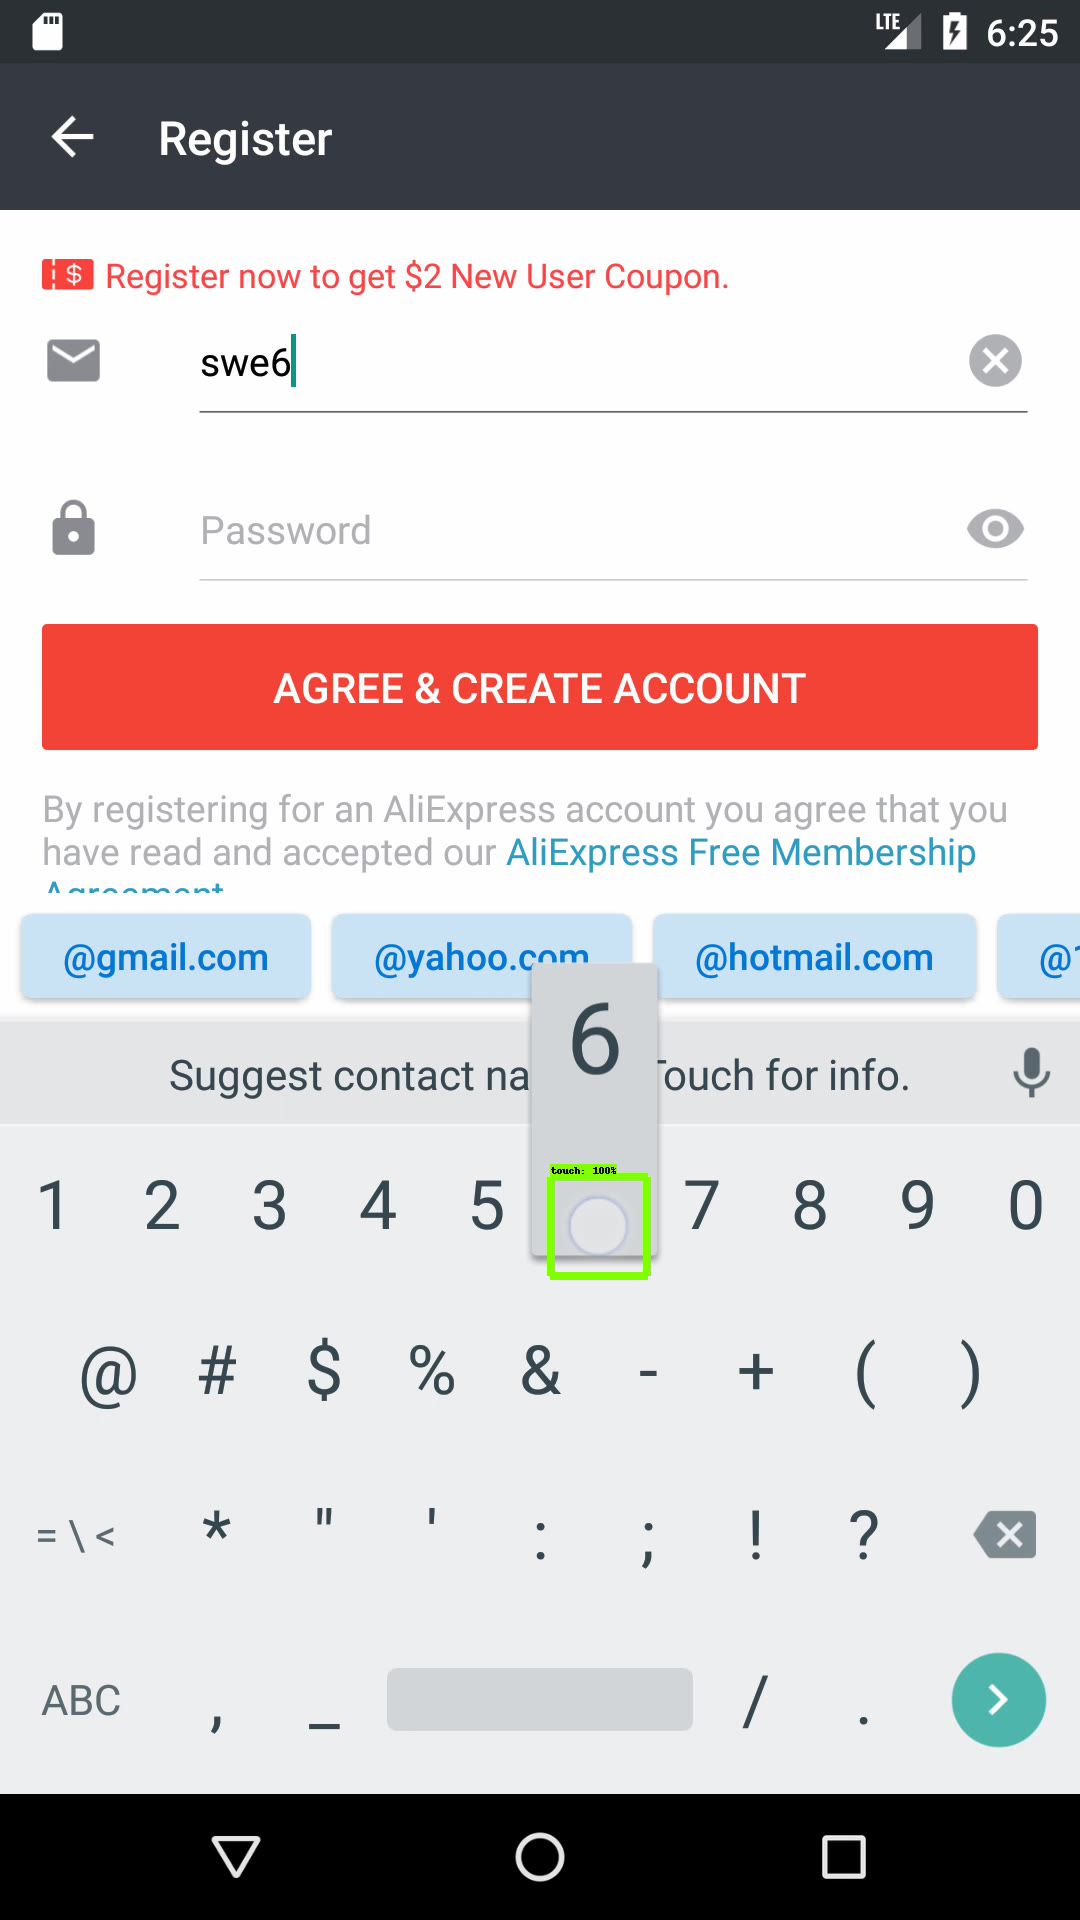 LTE 6:25
Register
$ Register now to get $2 New User Coupon.
swe6
Password
AGREE & CREATE ACCOUNT
By registering for an AliExpress account you agree that you
have read and accepted our AliExpress Free Membership
Agreement
@gmail.com @yahoo.com @hotmail.com @1
6
Suggest contact na Touch for info.
touch: 100%
1 2 3 4 5 7 8 9 0
@ # $ % & - + ( )
= \ < * " ' : ; ! ?
ABC , _ / .